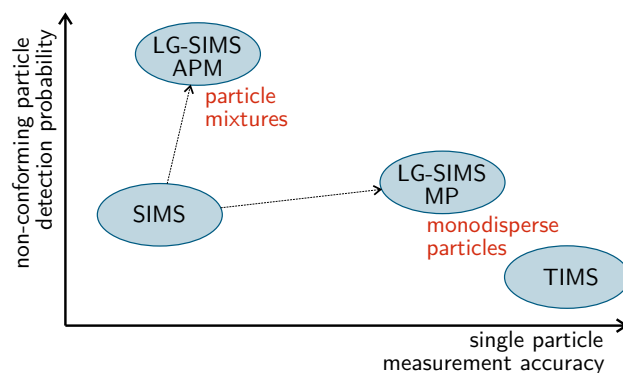 non-conforming particle
detection probability
LG-SIMS
APM
particle
mixtures
SIMS
LG-SIMS
MP
monodisperse
particles
TIMS
single particle
measurement accuracy